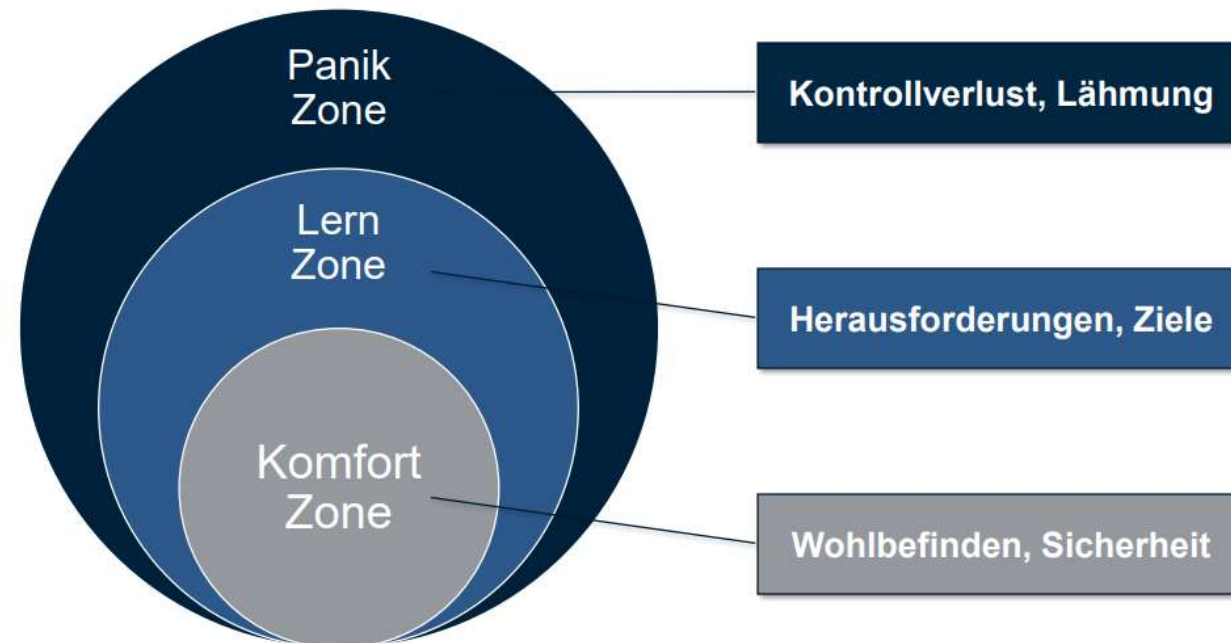 Panik
Zone
Kontrollverlust, Lähmung
Lern
Zone
Herausforderungen, Ziele
Komfort
Zone
Wohlbefinden, Sicherheit